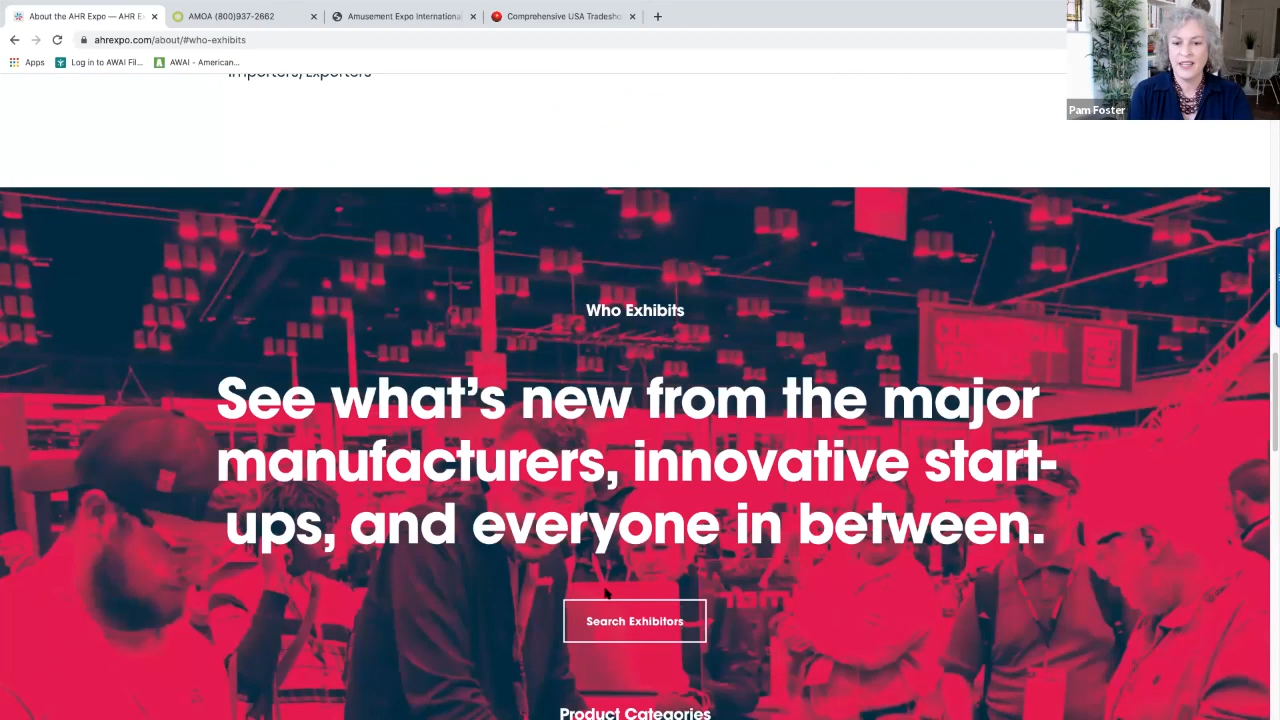 About the AHR Expo — AHR E
AMOA (800)937-2662
Amusement Expo Internationa
Comprehensive USA Tradesho
ahrexpo.com/about/#who-exhibits
Apps
Log in to AWAI Fil...
AWAI - American...
Importers/Exporters
Pam Foster
Who Exhibits
See what's new from the major
manufacturers, innovative start-
ups, and everyone in between.
Search Exhibitors
Product Categories